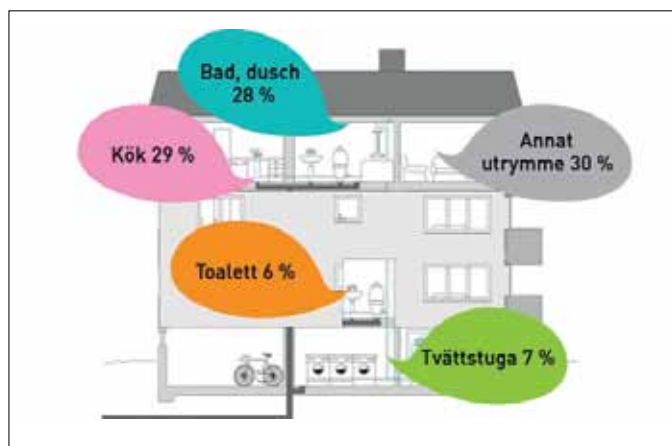 Bad, dusch
28 %
Kök 29 %
Annat
utrymme 30 %
Toalett 6 %
Tvättstuga 7 %